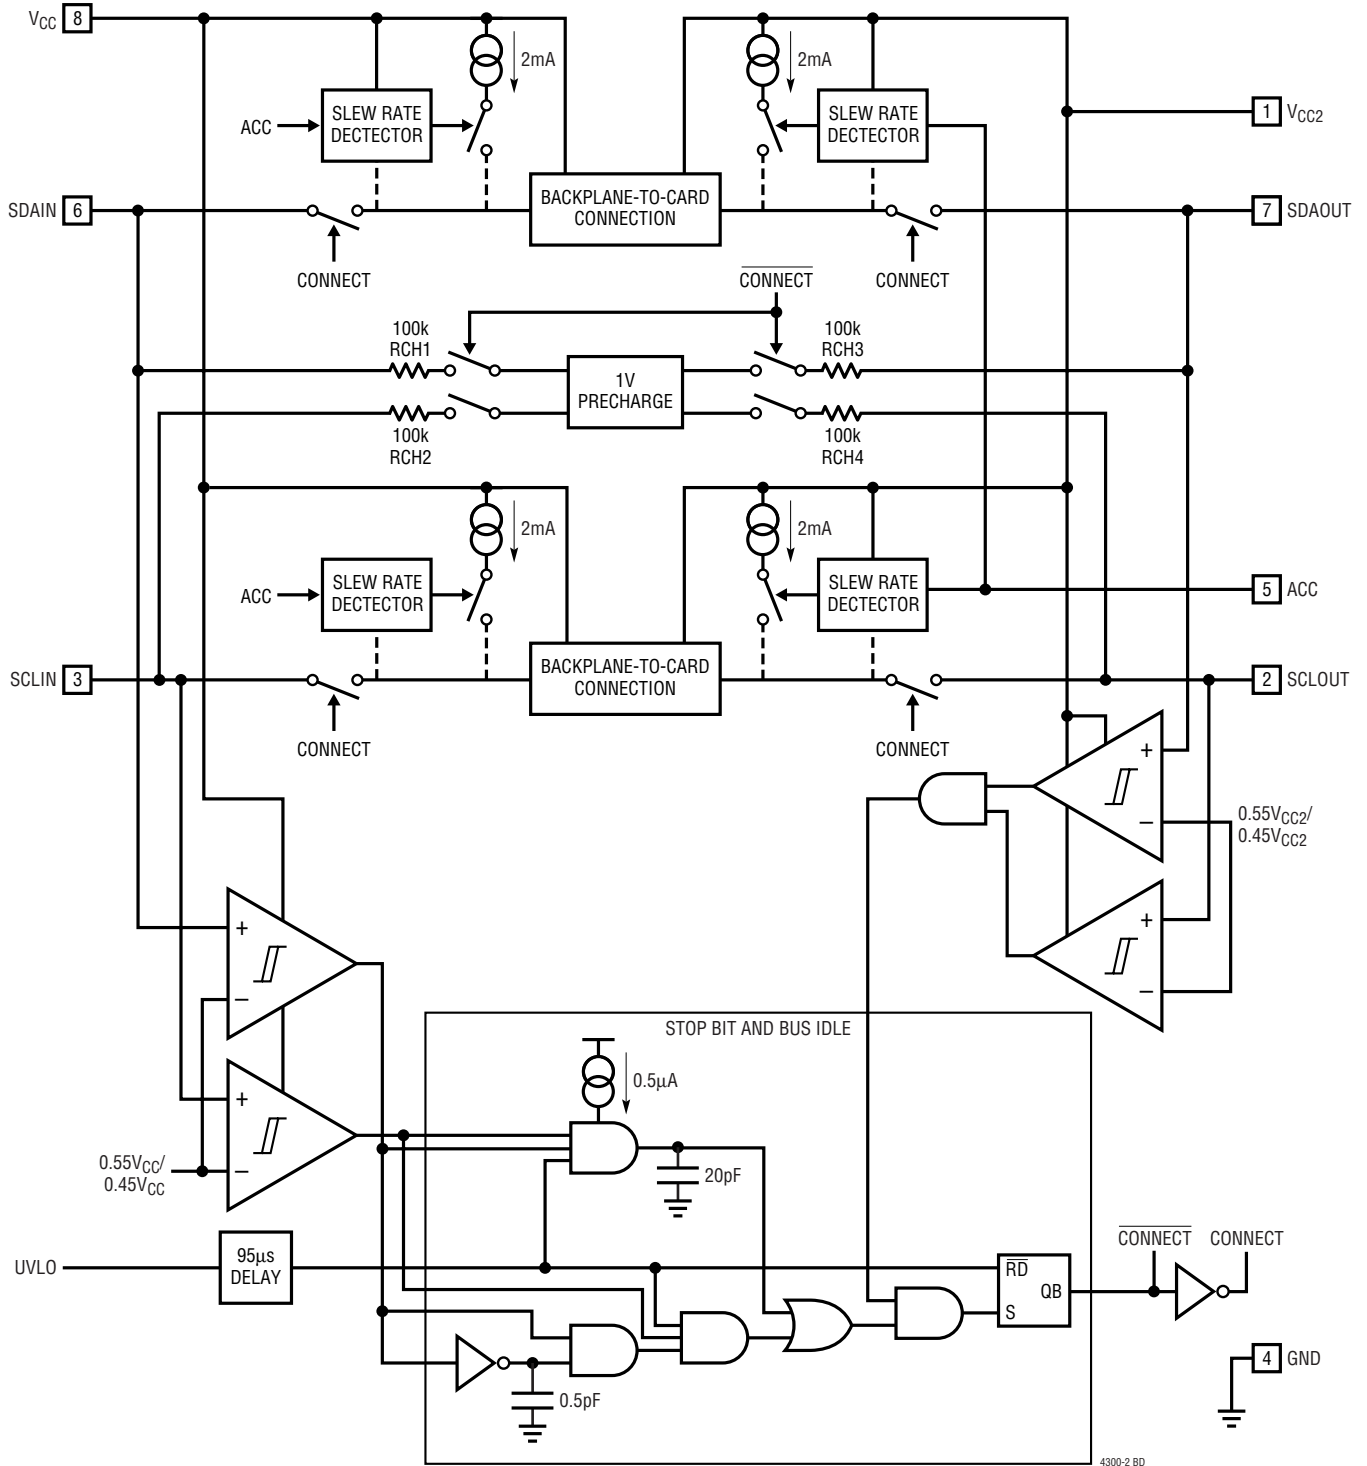 VCC 8
2mA
2mA
ACC
SLEW RATE
DECTECTOR
SLEW RATE
DECTECTOR
1 VCC2
SDAIN 6
BACKPLANE-TO-CARD
CONNECTION
7 SDAOUT
CONNECT
CONNECT
CONNECT
100k
RCH1
100k
RCH3
1V
PRECHARGE
100k
RCH2
100k
RCH4
2mA
2mA
ACC
SLEW RATE
DECTECTOR
SLEW RATE
DECTECTOR
5 ACC
SCLIN 3
BACKPLANE-TO-CARD
CONNECTION
2 SCLOUT
CONNECT
CONNECT
+
−
0.55VCC2/
0.45VCC2
+
−
+
−
STOP BIT AND BUS IDLE
0.5µA
+
−
0.55VCC/
0.45VCC
20pF
UVLO
95µs
DELAY
RD
QB
S
CONNECT
CONNECT
4 GND
0.5pF
4300-2 BD